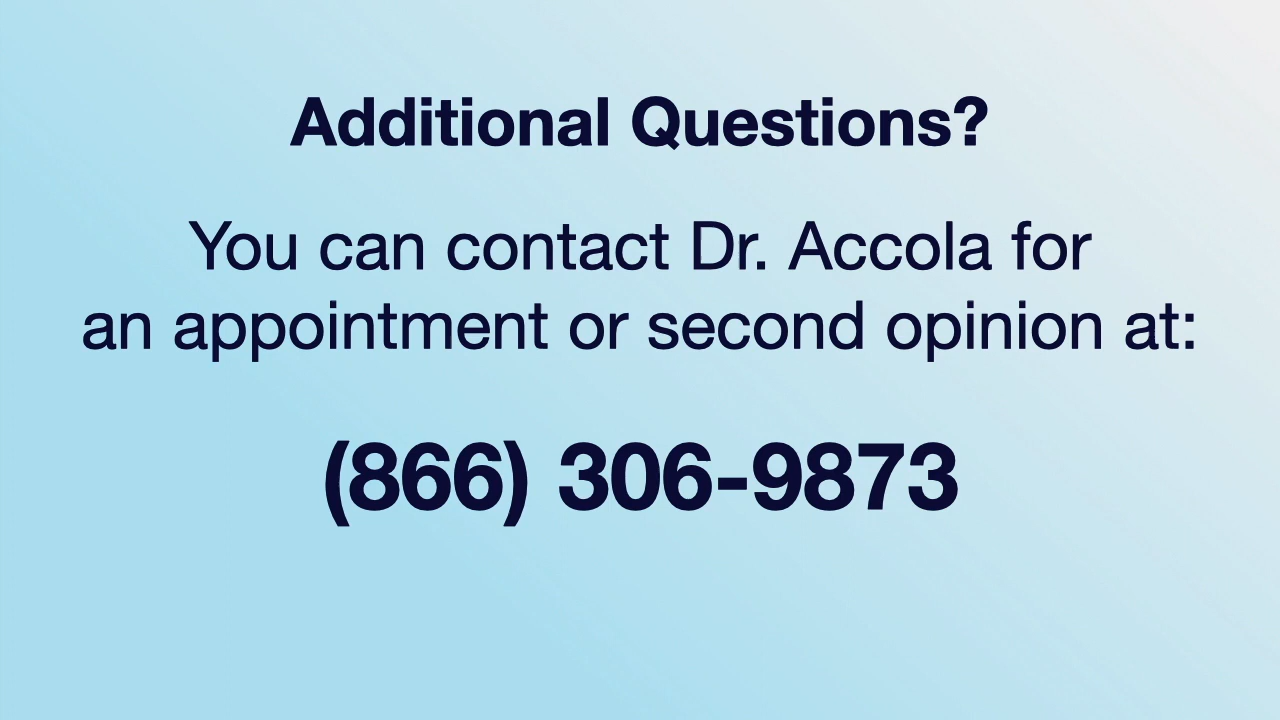 Additional Questions?
You can contact Dr. Accola for
an appointment or second opinion at:
(866) 306-9873